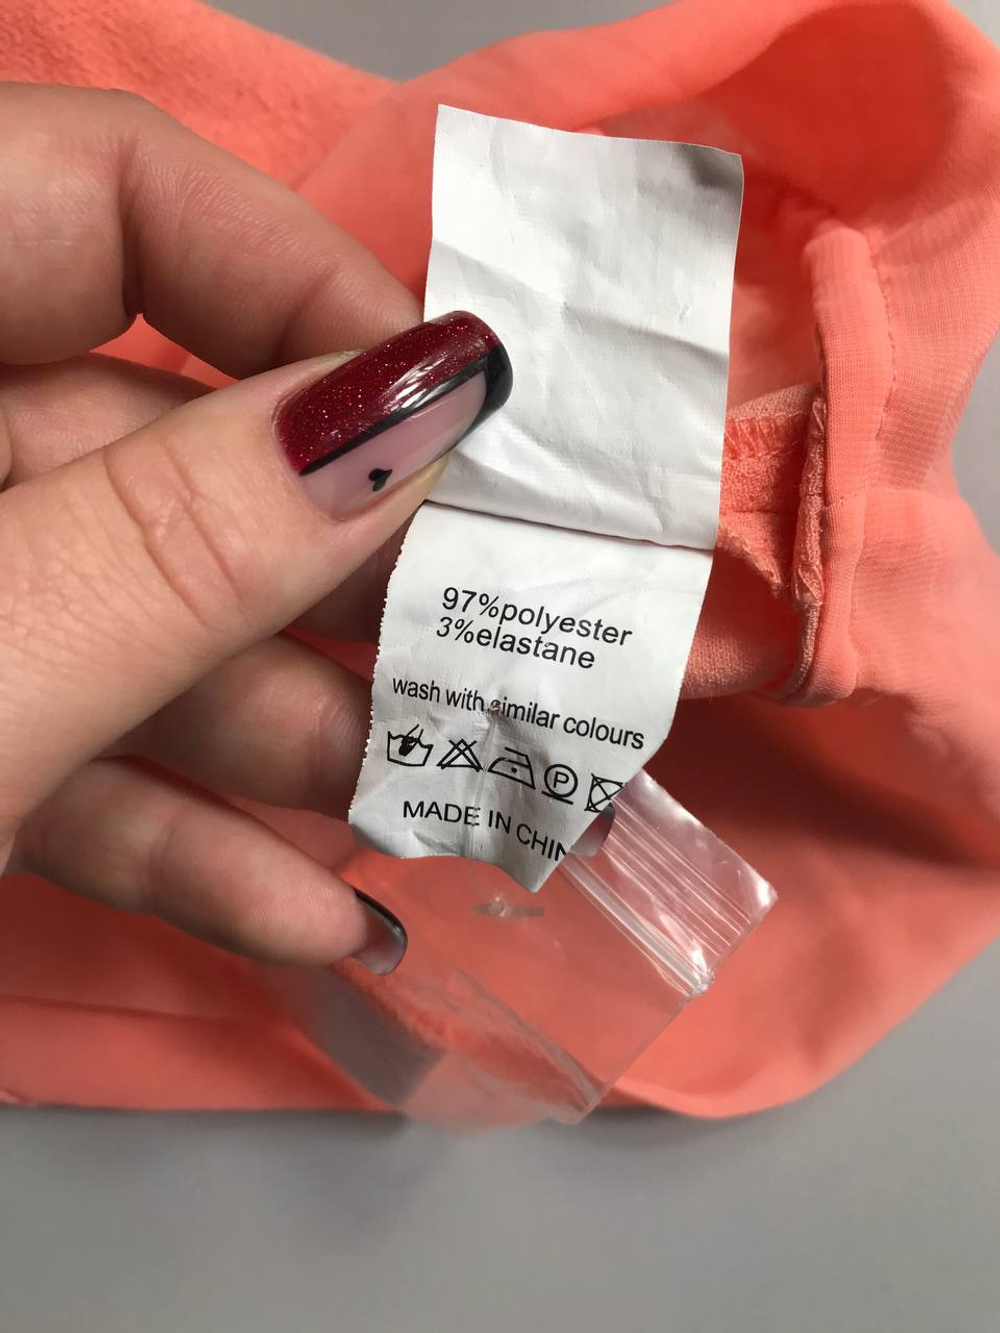 97%polyester
3%elastane
wash with similar colours
P
MADE IN CHIN